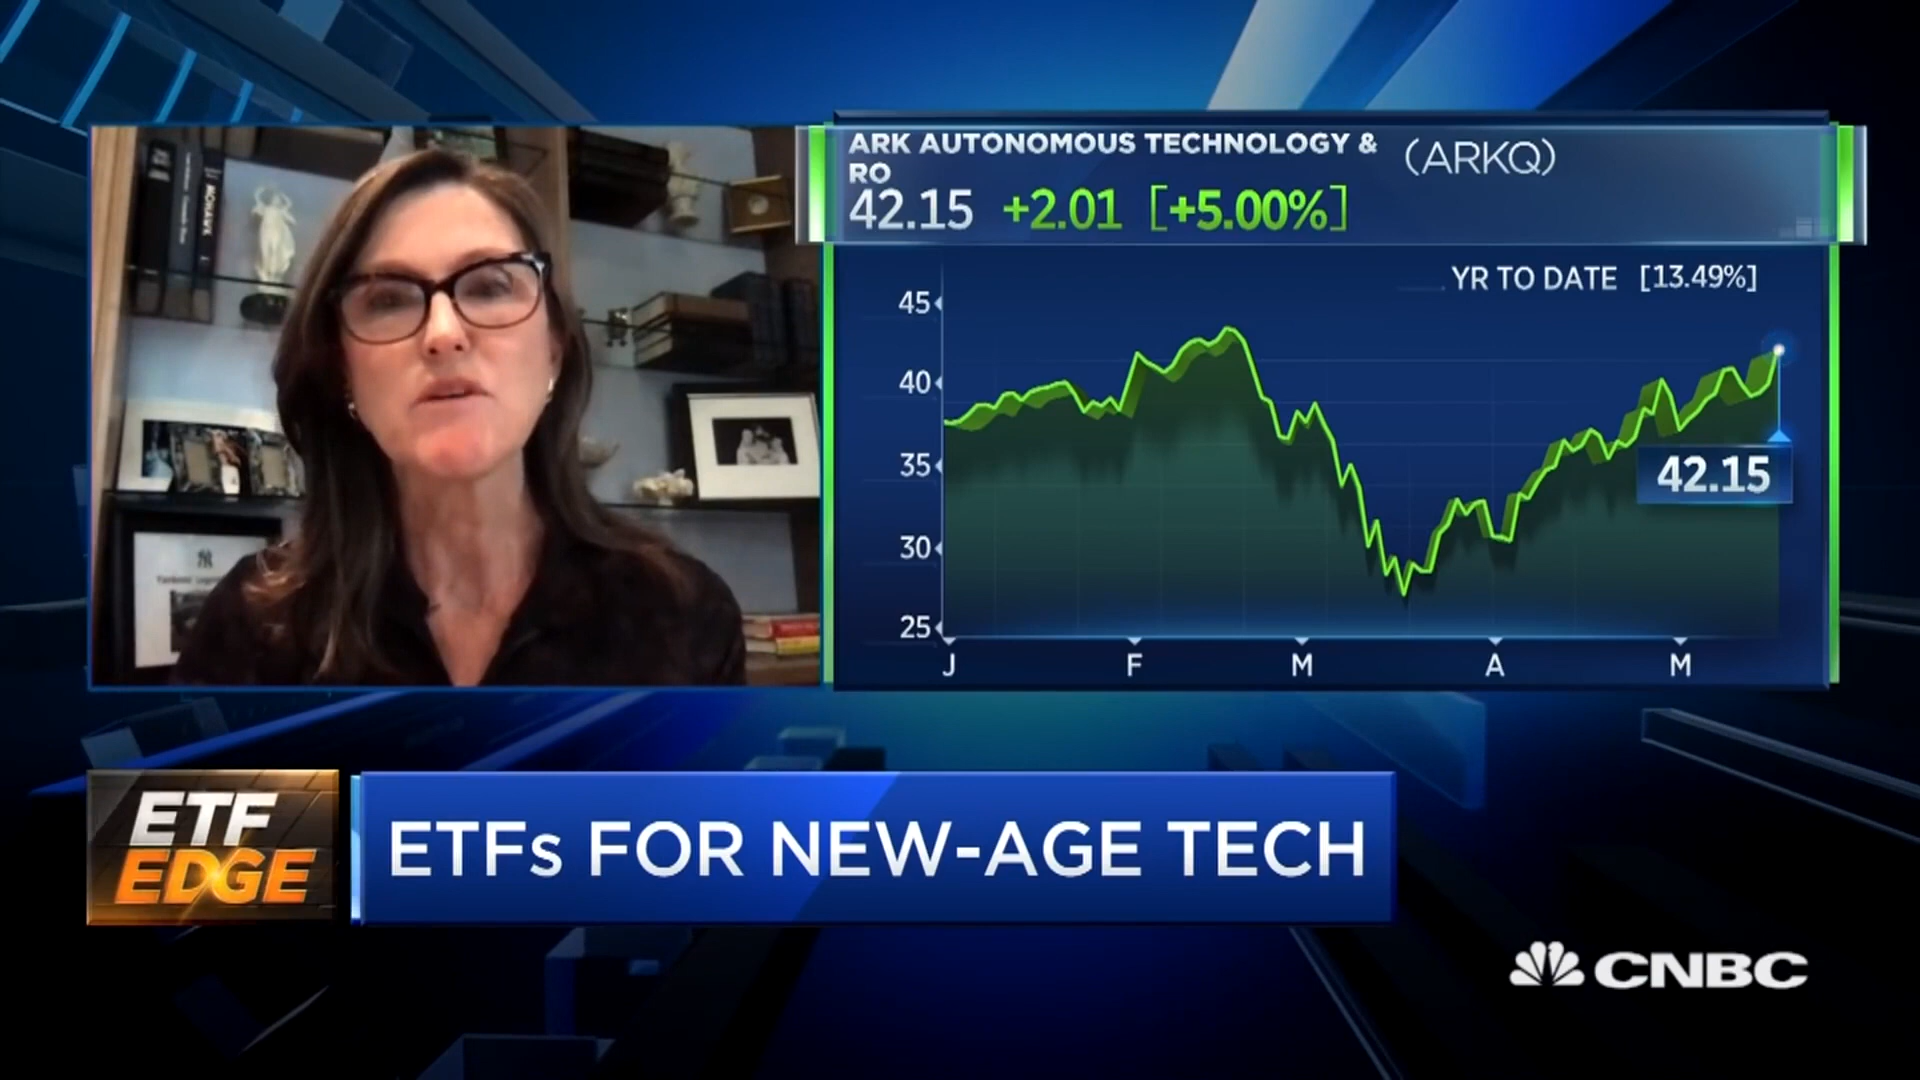 ARK AUTONOMOUS TECHNOLOGY &
RO
(ARKQ)
42.15 +2.01 [+5.00%]
YR TO DATE [13.49%]
45
40
35
30
25
42.15
J F M A M
ETF
EDGE
ETFs FOR NEW-AGE TECH
CNBC